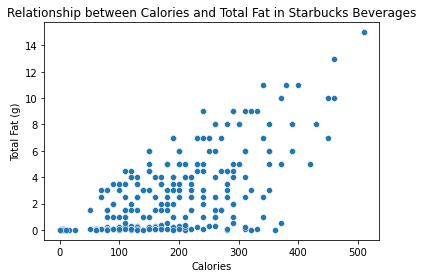 Relationship between Calories and Total Fat in Starbucks Beverages
14
12
10
8
6
4
2
0
Total Fat (g)
0 100 200 300 400 500
Calories